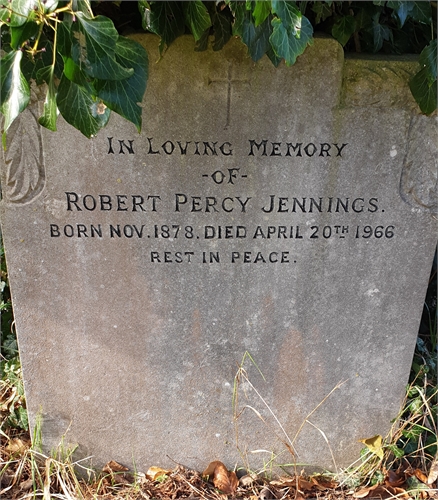 In Loving Memory
-OF-
Robert Percy Jennings.
BORN NOV. 1878. DIED APRIL 20TH 1966
REST IN PEACE.